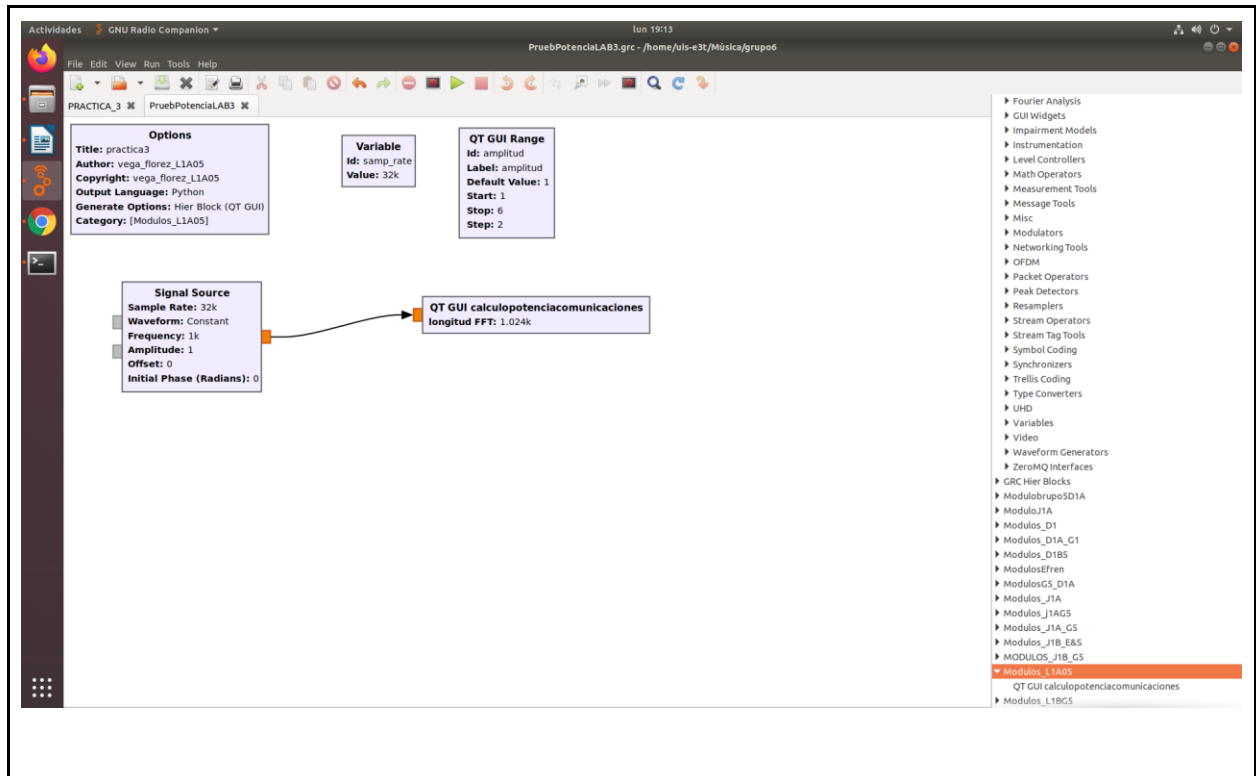 Actividades
GNU Radio Companion
lun 19:13
PruebPotenciaLAB3.grc - /home/uis-e3t/Música/grupo6
File Edit View Run Tools Help
PRACTICA_3
PruebPotenciaLAB3
Options
Title: practica3
Author: vega_florez_L1A05
Copyright: vega_florez_L1A05
Output Language: Python
Generate Options: Hier Block (QT GUI)
Category: [Modulos_L1A05]
Variable
Id: samp_rate
Value: 32k
QT GUI Range
Id: amplitud
Label: amplitud
Default Value: 1
Start: 1
Stop: 6
Step: 2
Signal Source
Sample Rate: 32k
Waveform: Constant
Frequency: 1k
Amplitude: 1
Offset: 0
Initial Phase (Radians): 0
QT GUI calculopotenciacomunicaciones
longitud FFT: 1.024k
Fourier Analysis
GUI Widgets
Impairment Models
Instrumentation
Level Controllers
Math Operators
Measurement Tools
Message Tools
Misc
Modulators
Networking Tools
OFDM
Packet Operators
Peak Detectors
Resamplers
Stream Operators
Stream Tag Tools
Symbol Coding
Synchronizers
Trellis Coding
Type Converters
UHD
Variables
Video
Waveform Generators
ZeroMQ Interfaces
GRC Hier Blocks
Modulobrupo5D1A
ModuloJ1A
Modulos_D1
Modulos_D1A_G1
Modulos_D1B5
ModulosEfren
ModulosG5_D1A
Modulos_J1A
Modulos_j1AG5
Modulos_J1A_G5
Modulos_J1B_E&S
MODULOS_J1B_G5
Modulos_L1A05
QT GUI calculopotenciacomunicaciones
Modulos_L1BG5